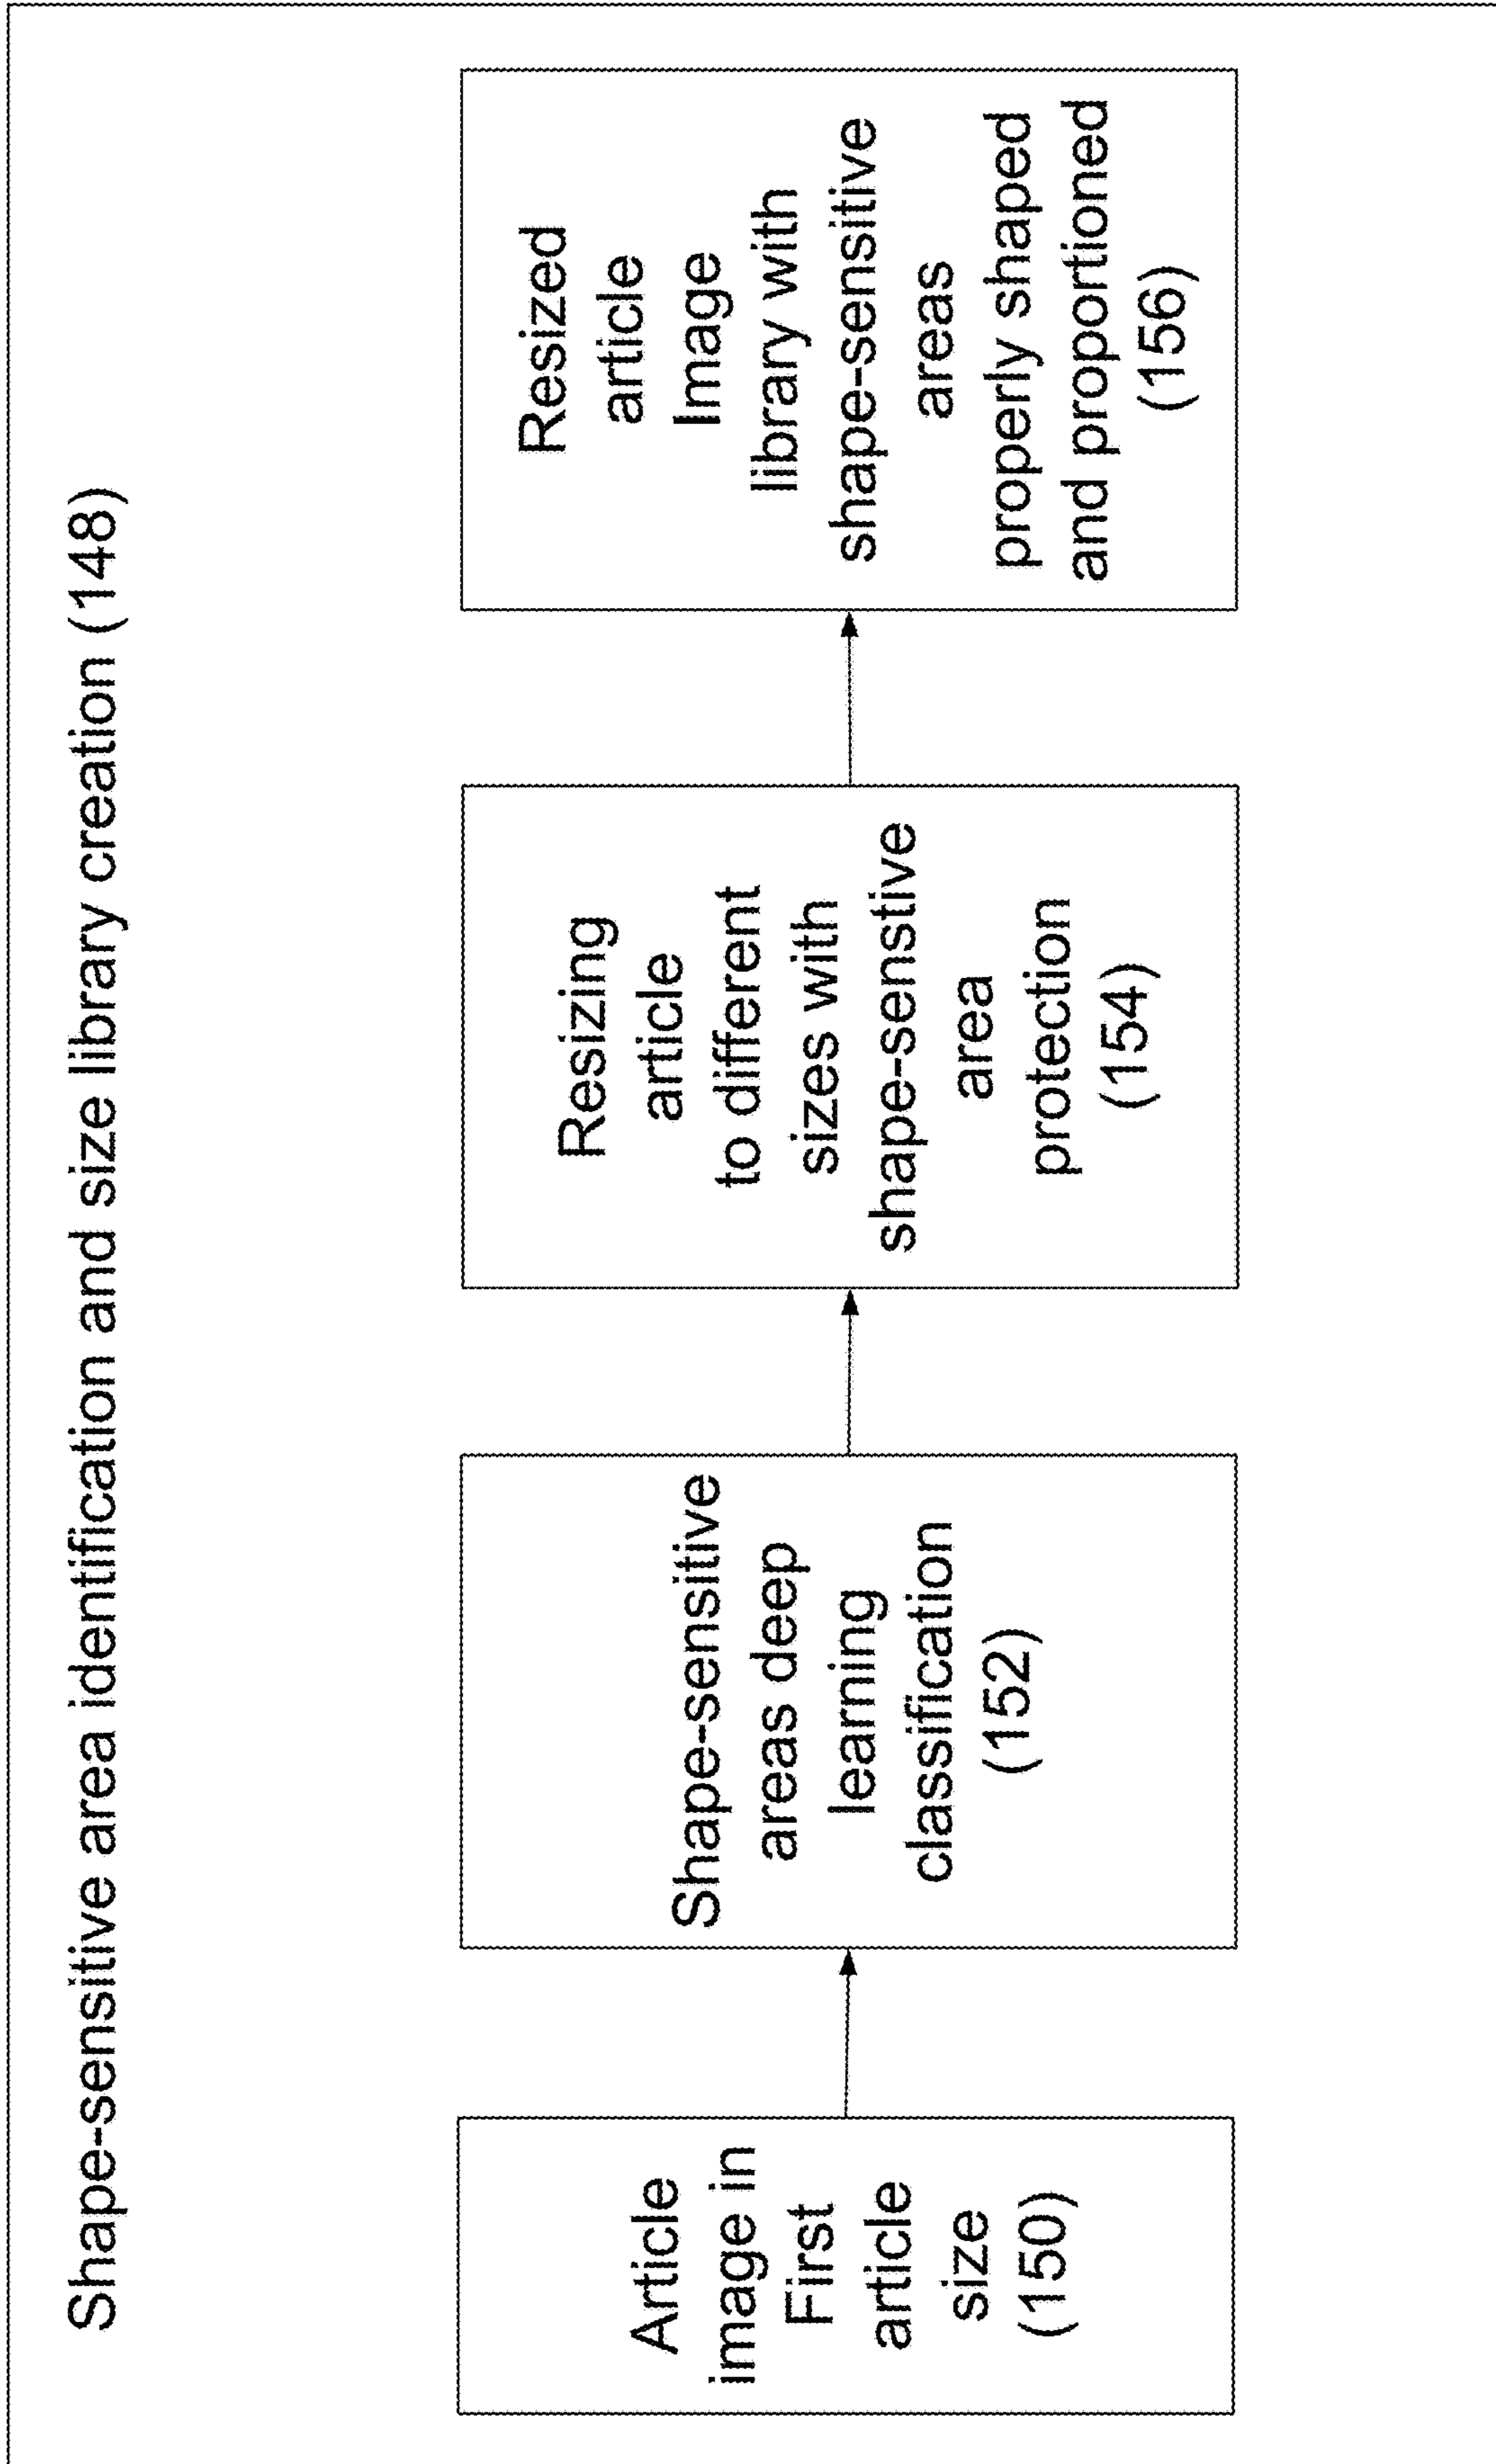 Shape-sensitive area identification and size library creation (148)
Article
image in
First
article
size
(150)
Shape-sensitive
areas deep
learning
classification
(152)
Resizing
article
to different
sizes with
shape-senstive
area
protection
(154)
Resized
article
Image
library with
shape-sensitive
areas
properly shaped
and proportioned
(156)